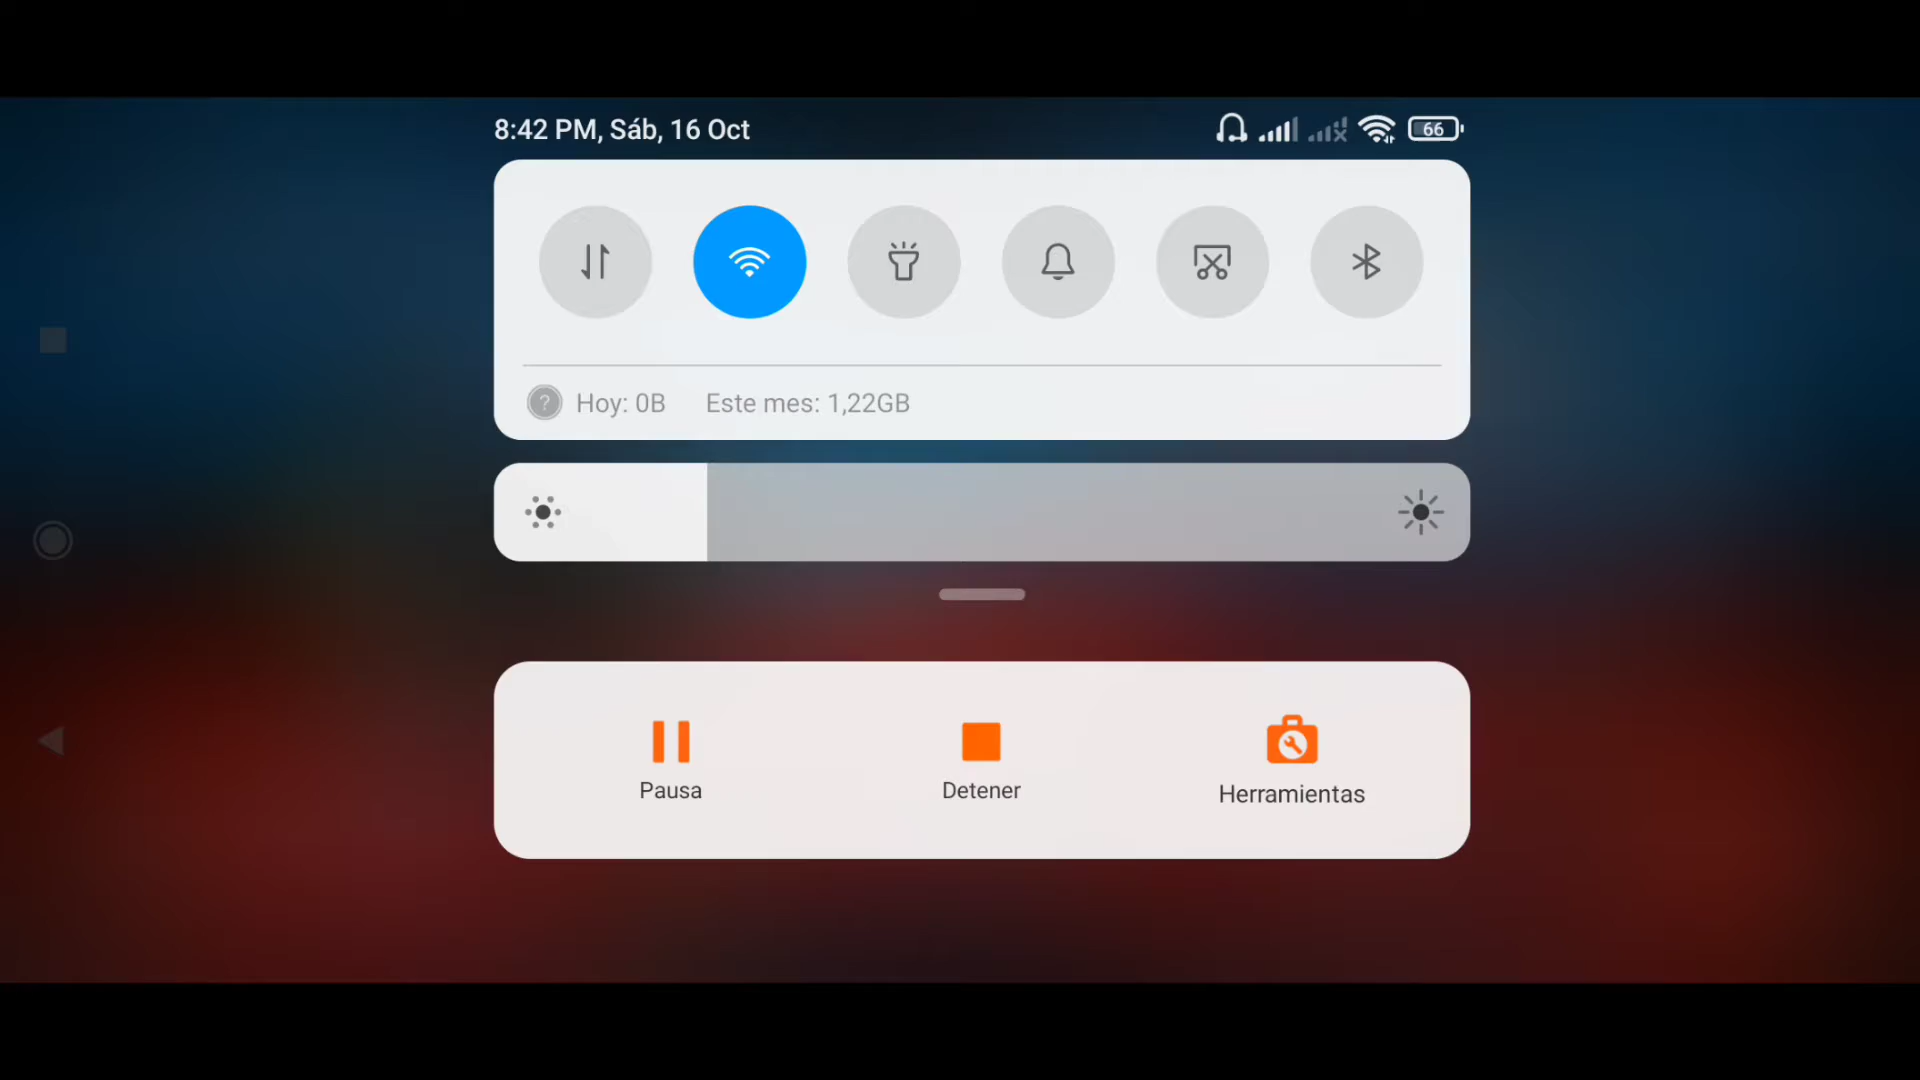 8:42 PM, Sáb, 16 Oct
66
?
Hoy: 0B Este mes: 1,22GB
Pausa
Detener
Herramientas